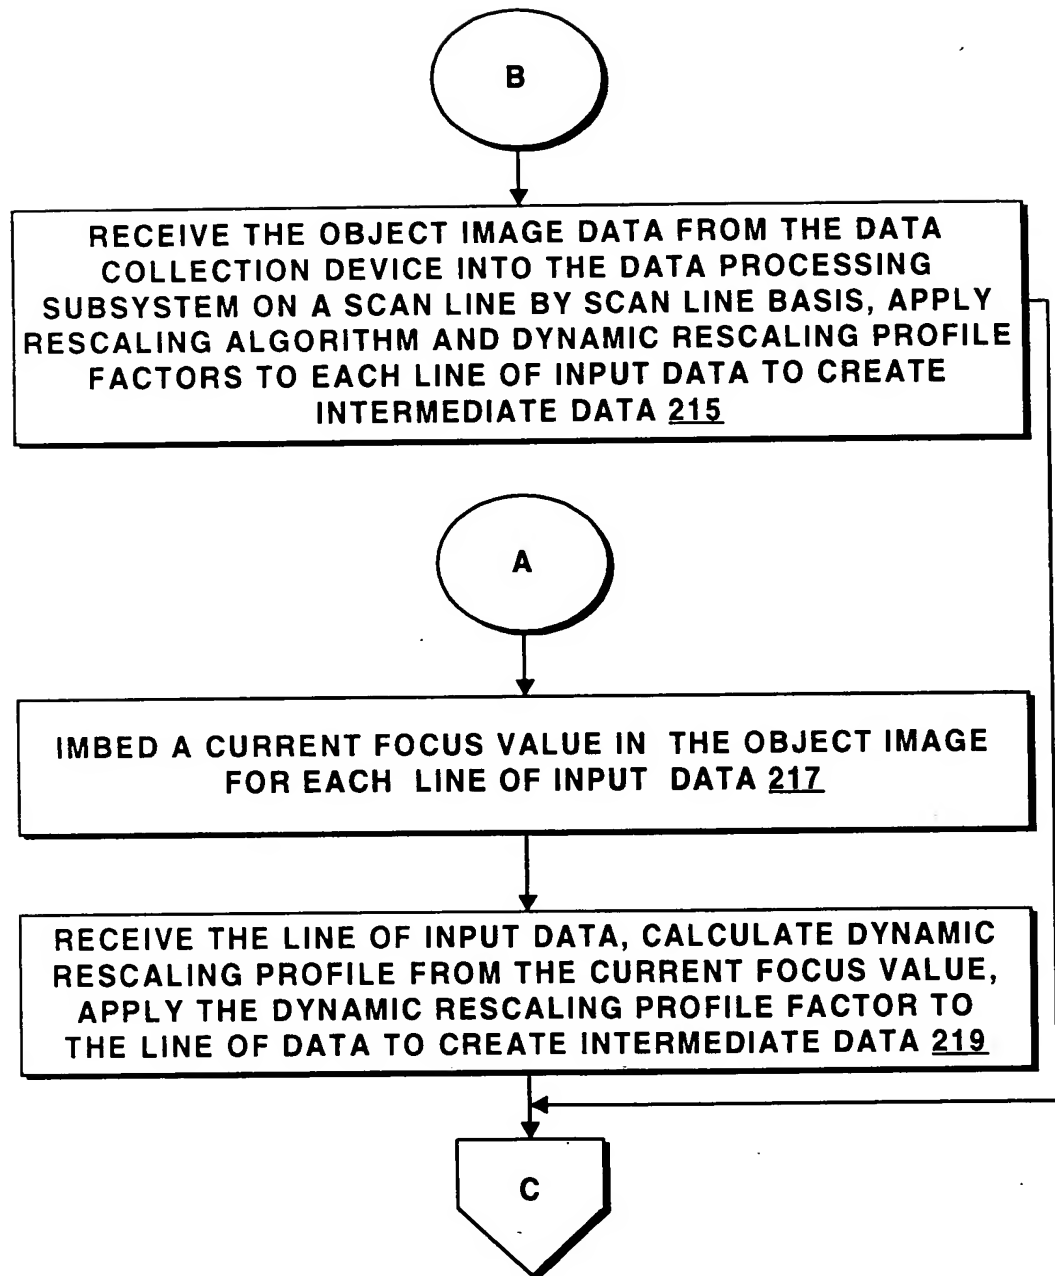 B
RECEIVE THE OBJECT IMAGE DATA FROM THE DATA
COLLECTION DEVICE INTO THE DATA PROCESSING
SUBSYSTEM ON A SCAN LINE BY SCAN LINE BASIS, APPLY
RESCALING ALGORITHM AND DYNAMIC RESCALING PROFILE
FACTORS TO EACH LINE OF INPUT DATA TO CREATE
INTERMEDIATE DATA 215
A
IMBED A CURRENT FOCUS VALUE IN THE OBJECT IMAGE
FOR EACH LINE OF INPUT DATA 217
RECEIVE THE LINE OF INPUT DATA, CALCULATE DYNAMIC
RESCALING PROFILE FROM THE CURRENT FOCUS VALUE,
APPLY THE DYNAMIC RESCALING PROFILE FACTOR TO
THE LINE OF DATA TO CREATE INTERMEDIATE DATA 219
C